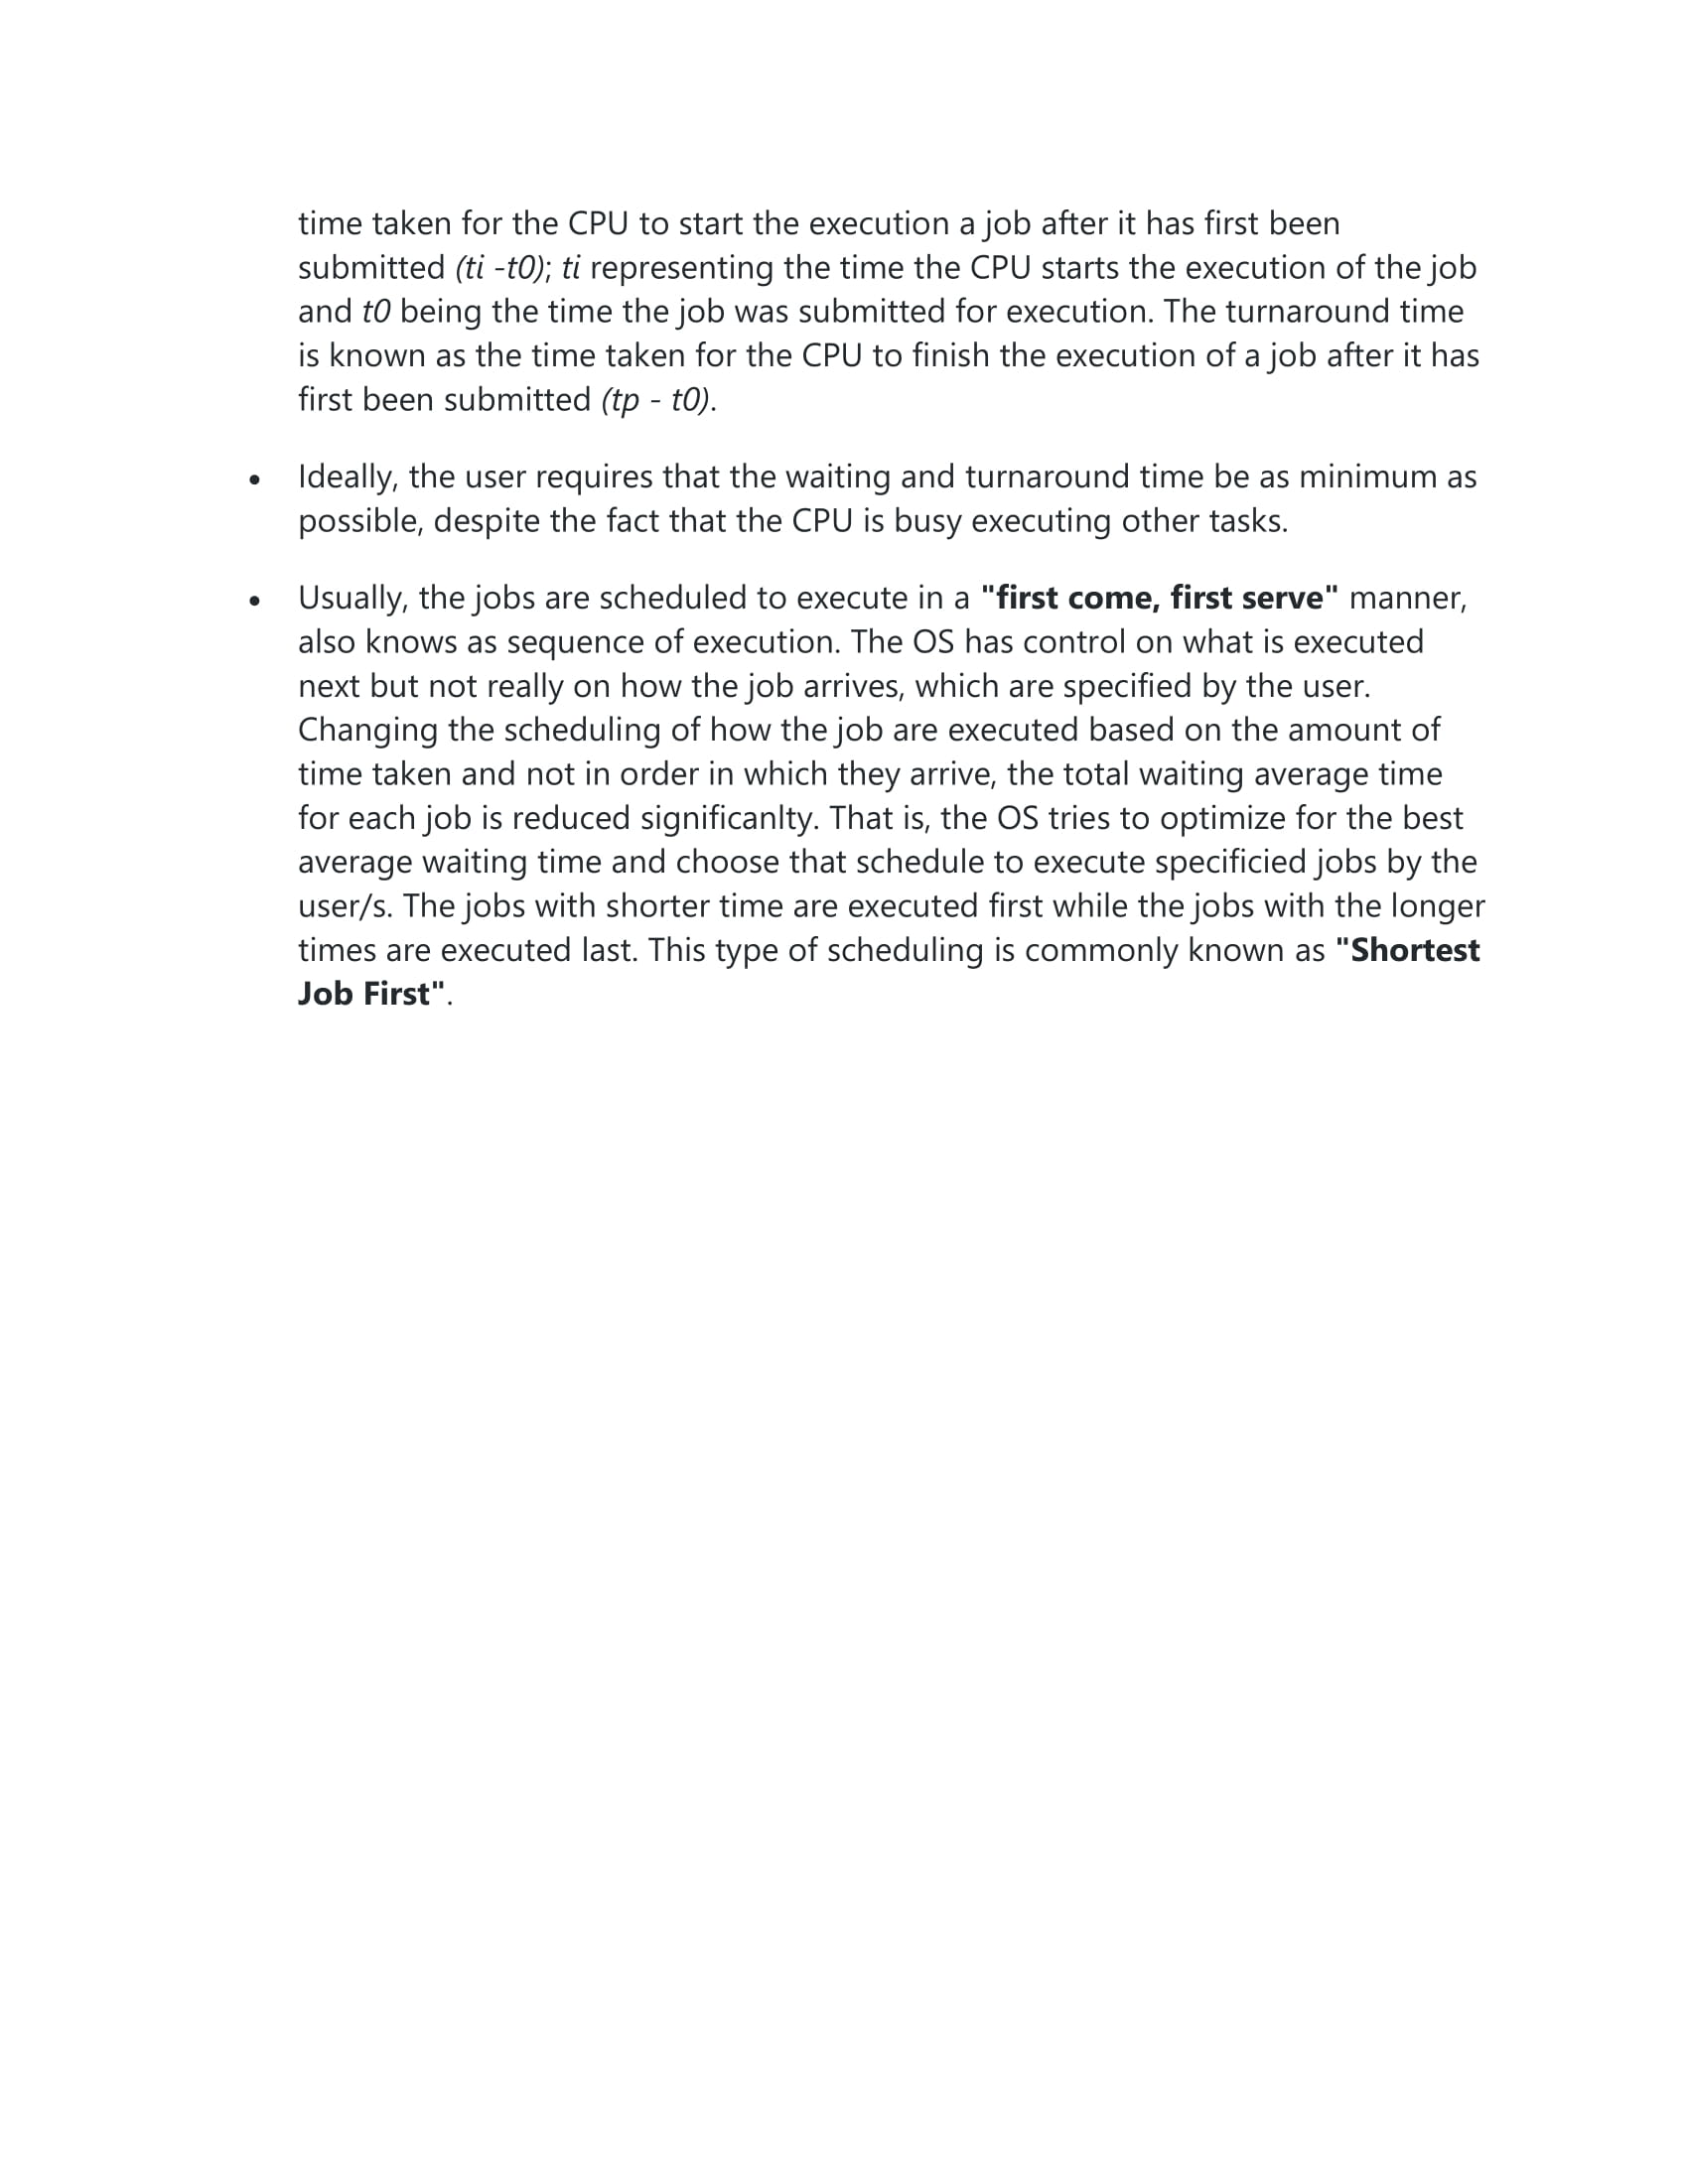 time taken for the CPU to start the execution a job after it has first been
submitted (ti -t0); ti representing the time the CPU starts the execution of the job
and t0 being the time the job was submitted for execution. The turnaround time
is known as the time taken for the CPU to finish the execution of a job after it has
first been submitted (tp - t0).
• Ideally, the user requires that the waiting and turnaround time be as minimum as
possible, despite the fact that the CPU is busy executing other tasks.
• Usually, the jobs are scheduled to execute in a "first come, first serve" manner,
also knows as sequence of execution. The OS has control on what is executed
next but not really on how the job arrives, which are specified by the user.
Changing the scheduling of how the job are executed based on the amount of
time taken and not in order in which they arrive, the total waiting average time
for each job is reduced significanlty. That is, the OS tries to optimize for the best
average waiting time and choose that schedule to execute specificied jobs by the
user/s. The jobs with shorter time are executed first while the jobs with the longer
times are executed last. This type of scheduling is commonly known as "Shortest
Job First".